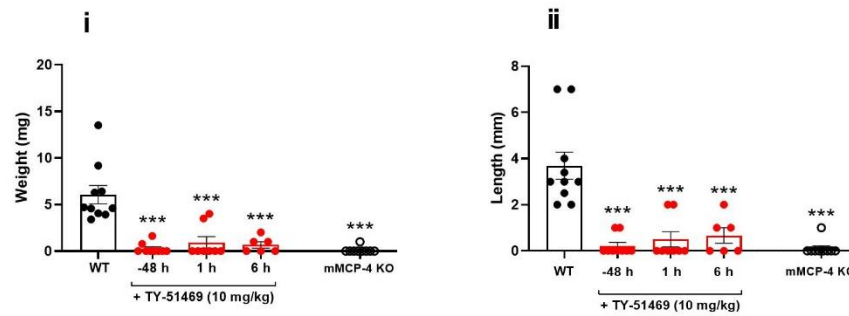 i
Weight (mg)
20
15
10
5
0
***
***
***
***
WT
-48 h
1 h
6 h
mMCP-4 KO
+ TY-51469 (10 mg/kg)
ii
Length (mm)
8
6
4
2
0
***
***
***
***
WT
-48 h
1 h
6 h
mMCP-4 KO
+ TY-51469 (10 mg/kg)